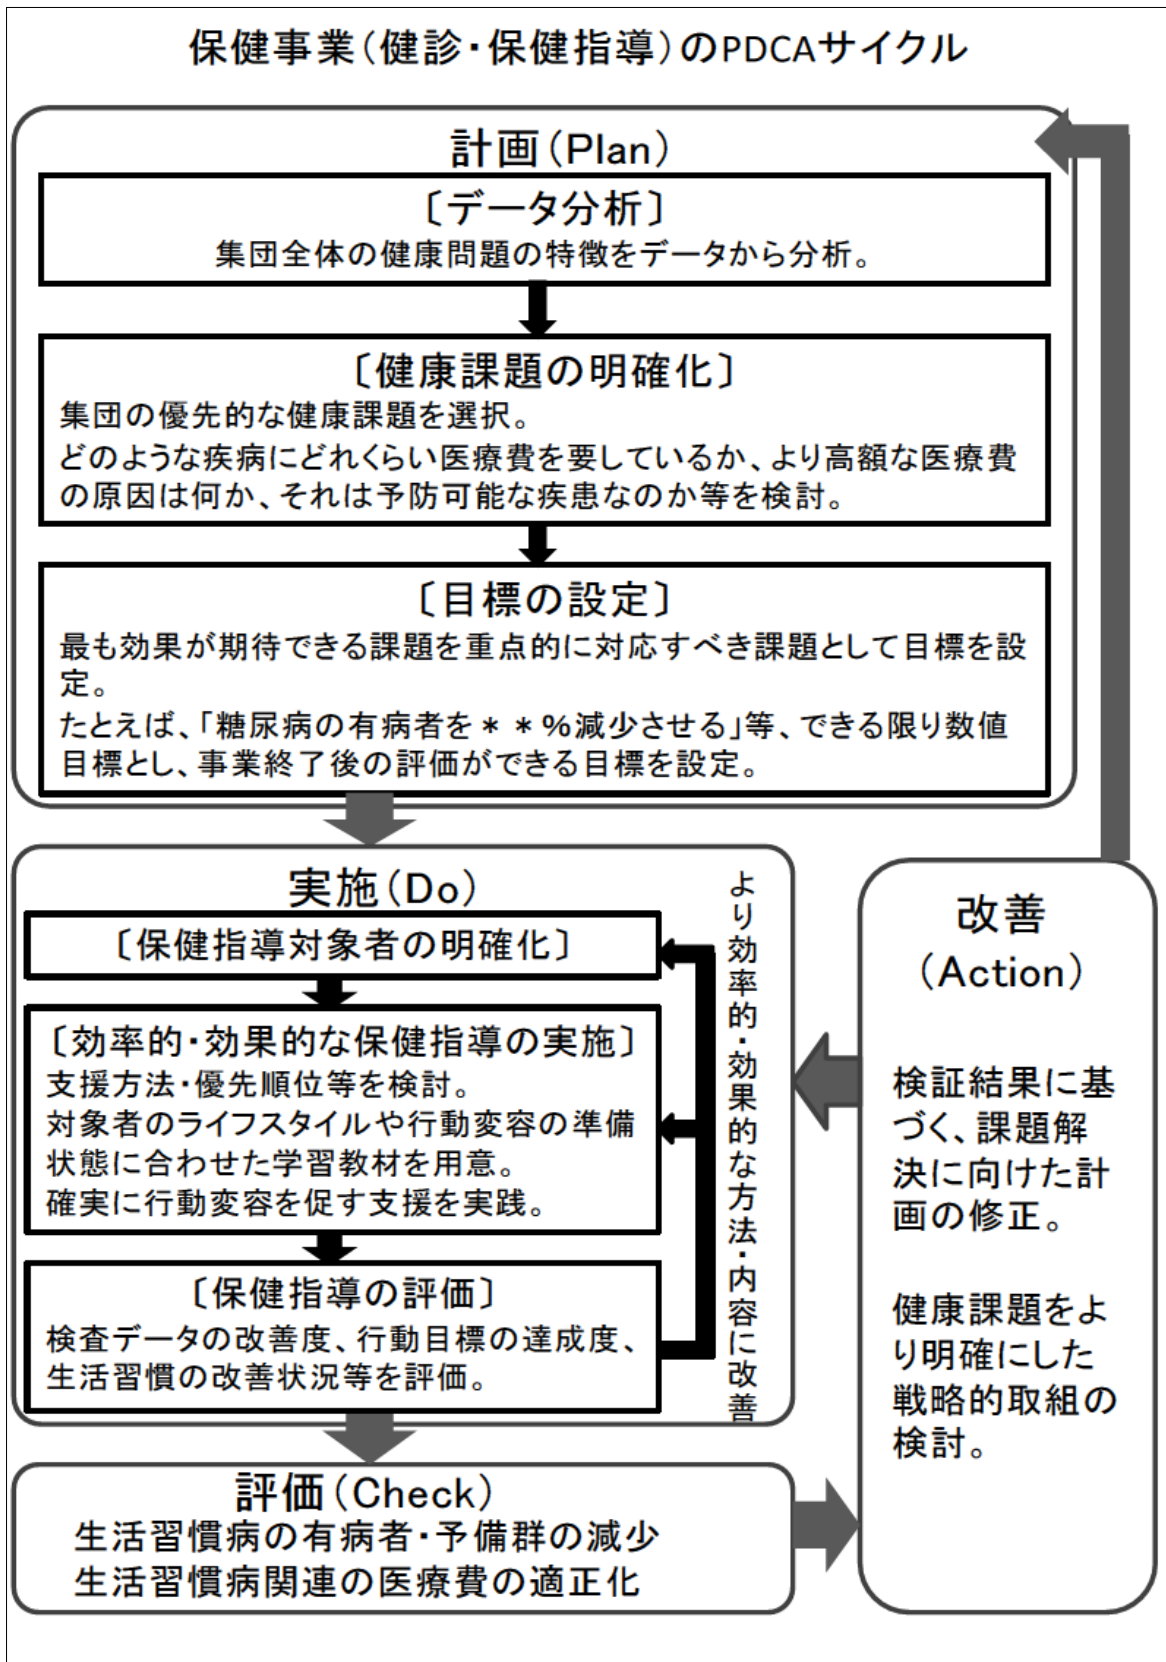 保健事業(健診・保健指導)のPDCAサイクル
計画(Plan)
〔データ分析〕
集団全体の健康問題の特徴をデータから分析。
〔健康課題の明確化〕
集団の優先的な健康課題を選択。
どのような疾病にどれくらい医療費を要しているか、より高額な医療費
の原因は何か、それは予防可能な疾患なのか等を検討。
〔目標の設定〕
最も効果が期待できる課題を重点的に対応すべき課題として目標を設
定。
たとえば、「糖尿病の有病者を＊＊％減少させる」等、できる限り数値
目標とし、事業終了後の評価ができる目標を設定。
実施(Do)
〔保健指導対象者の明確化〕
〔効率的・効果的な保健指導の実施〕
支援方法・優先順位等を検討。
対象者のライフスタイルや行動変容の準備
状態に合わせた学習教材を用意。
確実に行動変容を促す支援を実践。
〔保健指導の評価〕
検査データの改善度、行動目標の達成度、
生活習慣の改善状況等を評価。
より効率的・効果的な方法・内容に改善
評価(Check)
生活習慣病の有病者・予備群の減少
生活習慣病関連の医療費の適正化
改善
(Action)
検証結果に基
づく、課題解
決に向けた計
画の修正。
健康課題をよ
り明確にした
戦略的取組の
検討。